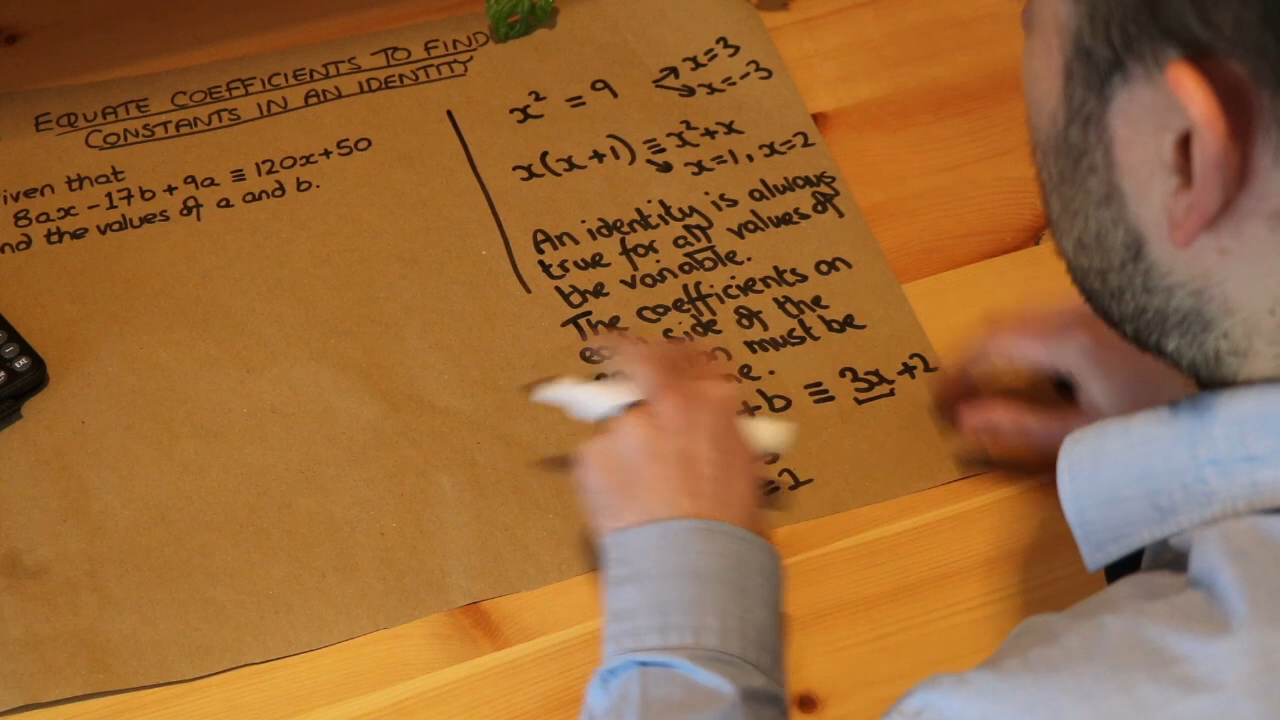 EQUATE COEFFICIENTS TO FIND
CONSTANTS IN AN IDENTITY
iven that
8ax - 17b + 9a ≡ 120x + 50
nd the values of a and b.
x² = 9
x = 3
x = -3
x(x+1) ≡ x² + x
x = 1, x = 2
An identity is always
true for all values of
the variable.
The coefficients on
side of the
must be
+b ≡ 3x + 2
EXE